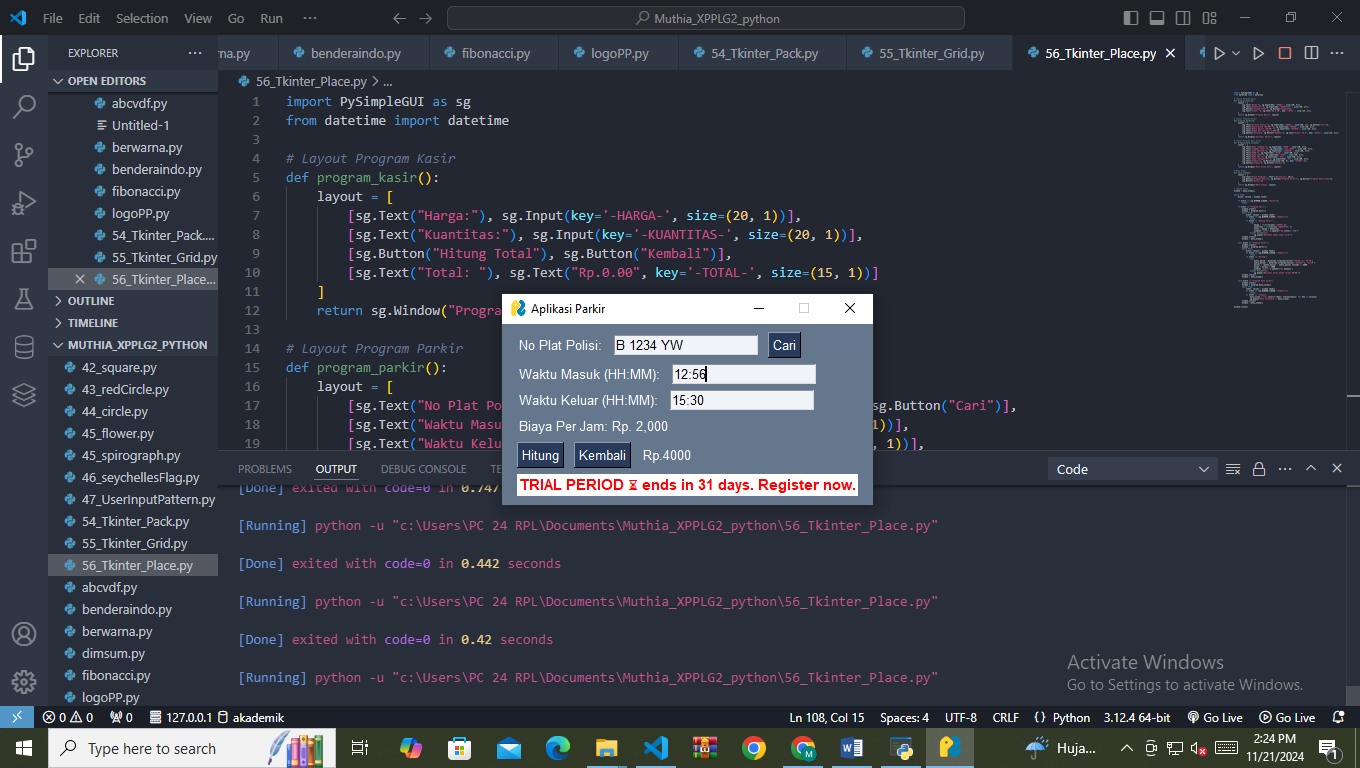 File Edit Selection View Go Run ··· Muthia_XPPLG2_python
EXPLORER ···
OPEN EDITORS
abcvdf.py
Untitled-1
berwarna.py
benderaindo.py
fibonacci.py
logoPP.py
54_Tkinter_Pack....
55_Tkinter_Grid.py
56_Tkinter_Place...
OUTLINE
TIMELINE
MUTHIA_XPPLG2_PYTHON
42_square.py
43_redCircle.py
44_circle.py
45_flower.py
45_spirograph.py
46_seychellesFlag.py
47_UserInputPattern.py
54_Tkinter_Pack.py
55_Tkinter_Grid.py
56_Tkinter_Place.py
abcvdf.py
benderaindo.py
berwarna.py
dimsum.py
fibonacci.py
logoPP.py
rna.py benderaindo.py fibonacci.py logoPP.py 54_Tkinter_Pack.py 55_Tkinter_Grid.py 56_Tkinter_Place.py
56_Tkinter_Place.py > ...
1 import PySimpleGUI as sg
2 from datetime import datetime
3
4 # Layout Program Kasir
5 def program_kasir():
6 layout = [
7 [sg.Text("Harga:"), sg.Input(key='-HARGA-', size=(20, 1))],
8 [sg.Text("Kuantitas:"), sg.Input(key='-KUANTITAS-', size=(20, 1))],
9 [sg.Button("Hitung Total"), sg.Button("Kembali")],
10 [sg.Text("Total: "), sg.Text("Rp.0.00", key='-TOTAL-', size=(15, 1))]
11 ]
12 return sg.Window("Progra
13
14 # Layout Program Parkir
15 def program_parkir():
16 layout = [
17 [sg.Text("No Plat Po sg.Button("Cari")],
18 [sg.Text("Waktu Masu 1))],
19 [sg.Text("Waktu Kelu , 1))],
Aplikasi Parkir
No Plat Polisi: B 1234 YW Cari
Waktu Masuk (HH:MM): 12:56
Waktu Keluar (HH:MM): 15:30
Biaya Per Jam: Rp. 2,000
Hitung Kembali Rp.4000
TRIAL PERIOD ⏳ ends in 31 days. Register now.
PROBLEMS OUTPUT DEBUG CONSOLE TE Code
[Done] exited with code=0 in 0.747
[Running] python -u "c:\Users\PC 24 RPL\Documents\Muthia_XPPLG2_python\56_Tkinter_Place.py"
[Done] exited with code=0 in 0.442 seconds
[Running] python -u "c:\Users\PC 24 RPL\Documents\Muthia_XPPLG2_python\56_Tkinter_Place.py"
[Done] exited with code=0 in 0.42 seconds
[Running] python -u "c:\Users\PC 24 RPL\Documents\Muthia_XPPLG2_python\56_Tkinter_Place.py"
Activate Windows
Go to Settings to activate Windows.
0 0 0 127.0.0.1 akademik Ln 108, Col 15 Spaces: 4 UTF-8 CRLF {} Python 3.12.4 64-bit Go Live Go Live
Type here to search Huja... 2:24 PM
11/21/2024 1